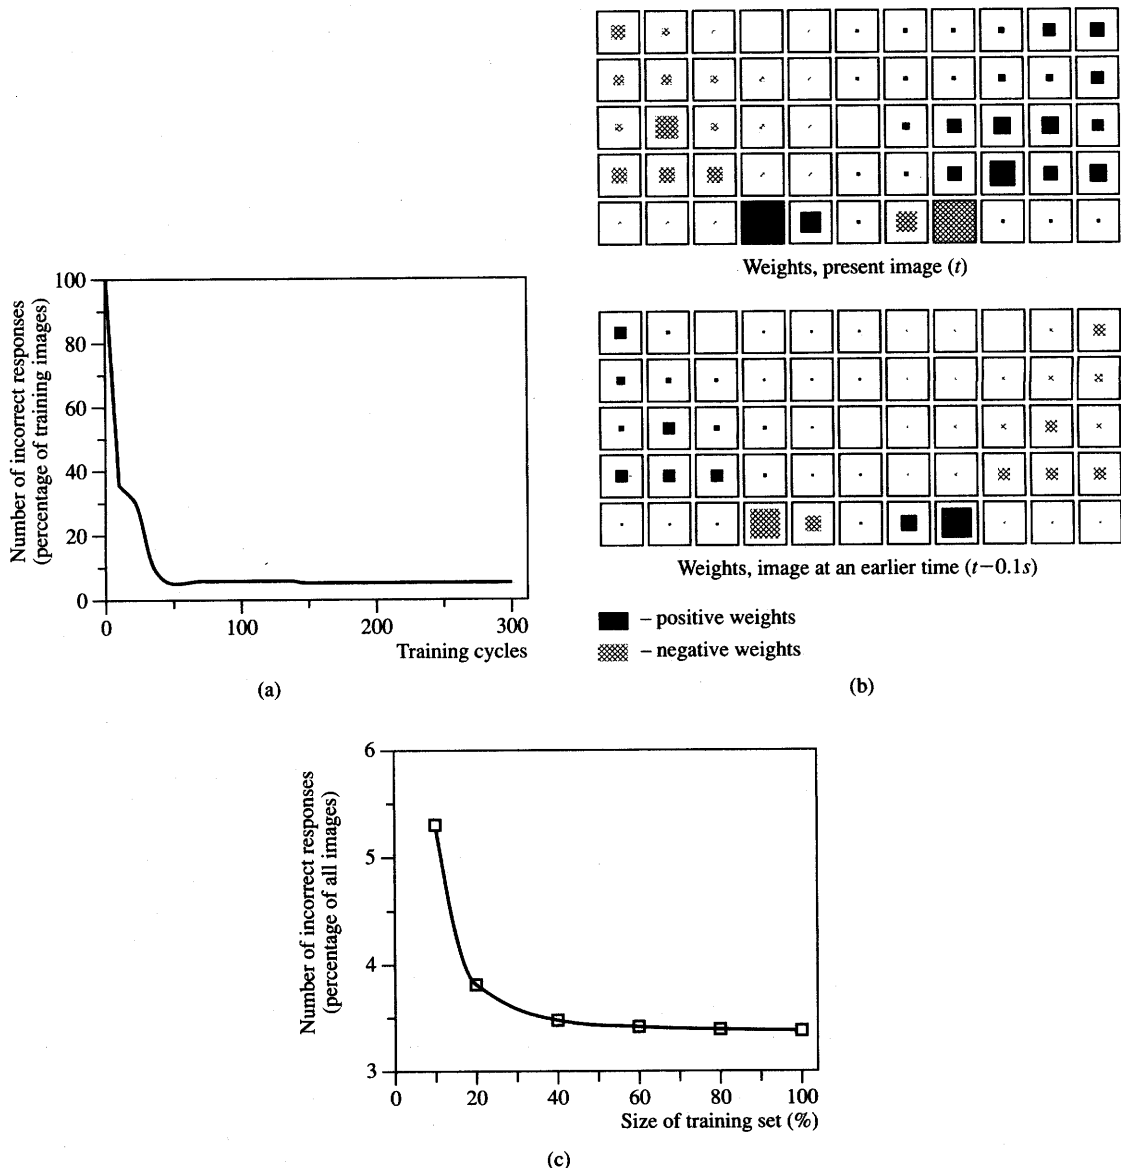 Weights, present image (t)
Weights, image at an earlier time (t−0.1s)
– positive weights
– negative weights
(b)
Number of incorrect responses
(percentage of training images)
100
80
60
40
20
0
0 100 200 300
Training cycles
(a)
Number of incorrect responses
(percentage of all images)
6
5
4
3
0 20 40 60 80 100
Size of training set (%)
(c)